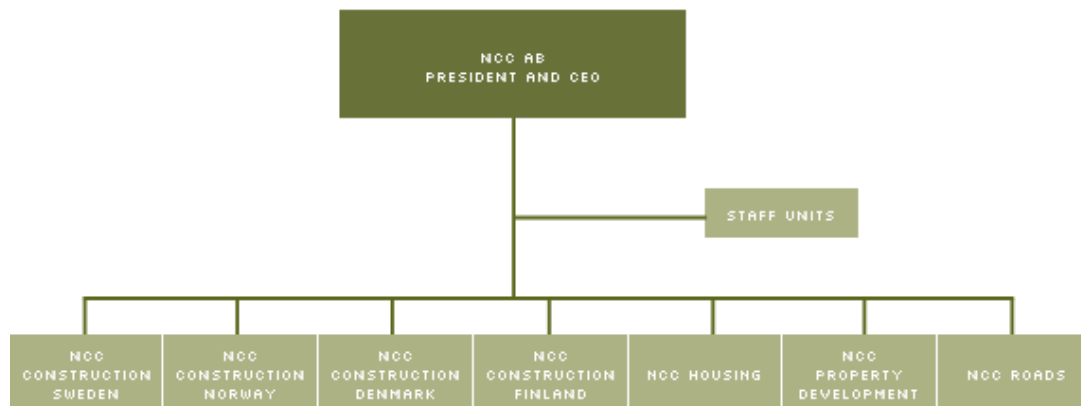 NCC AB
PRESIDENT AND CEO
STAFF UNITS
NCC
CONSTRUCTION
SWEDEN
NCC
CONSTRUCTION
NORWAY
NCC
CONSTRUCTION
DENMARK
NCC
CONSTRUCTION
FINLAND
NCC HOUSING
NCC
PROPERTY
DEVELOPMENT
NCC ROADS